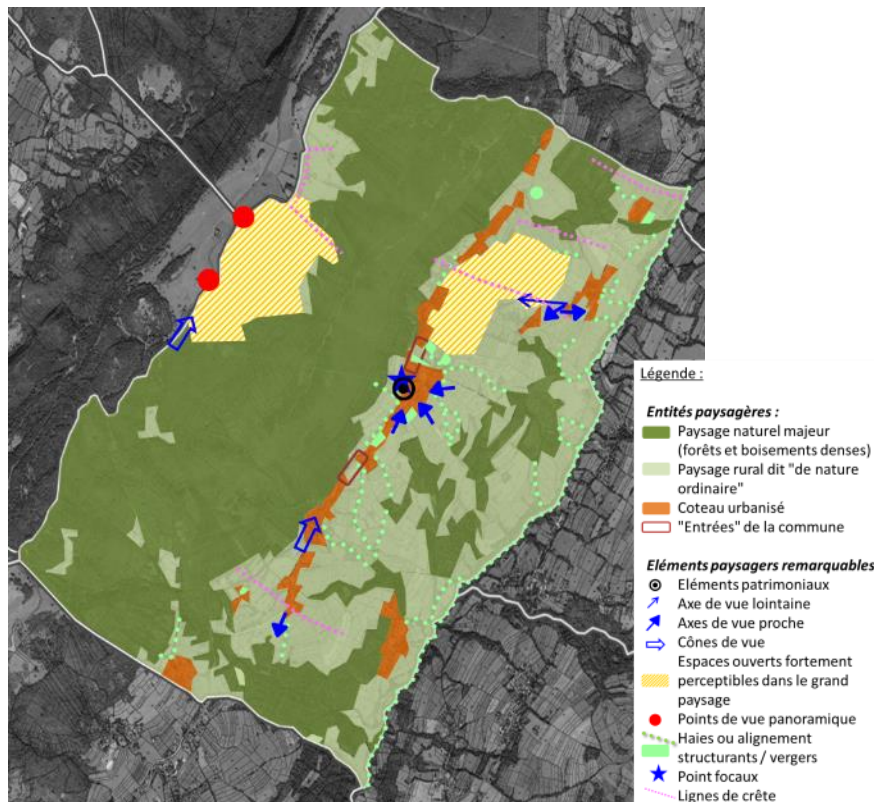 Légende :
Entités paysagères :
Paysage naturel majeur
(forêts et boisements denses)
Paysage rural dit "de nature
ordinaire"
Coteau urbanisé
"Entrées" de la commune
Eléments paysagers remarquables
Eléments patrimoniaux
Axe de vue lointaine
Axes de vue proche
Cônes de vue
Espaces ouverts fortement
perceptibles dans le grand
paysage
Points de vue panoramique
Haies ou alignement
structurants / vergers
Point focaux
Lignes de crête